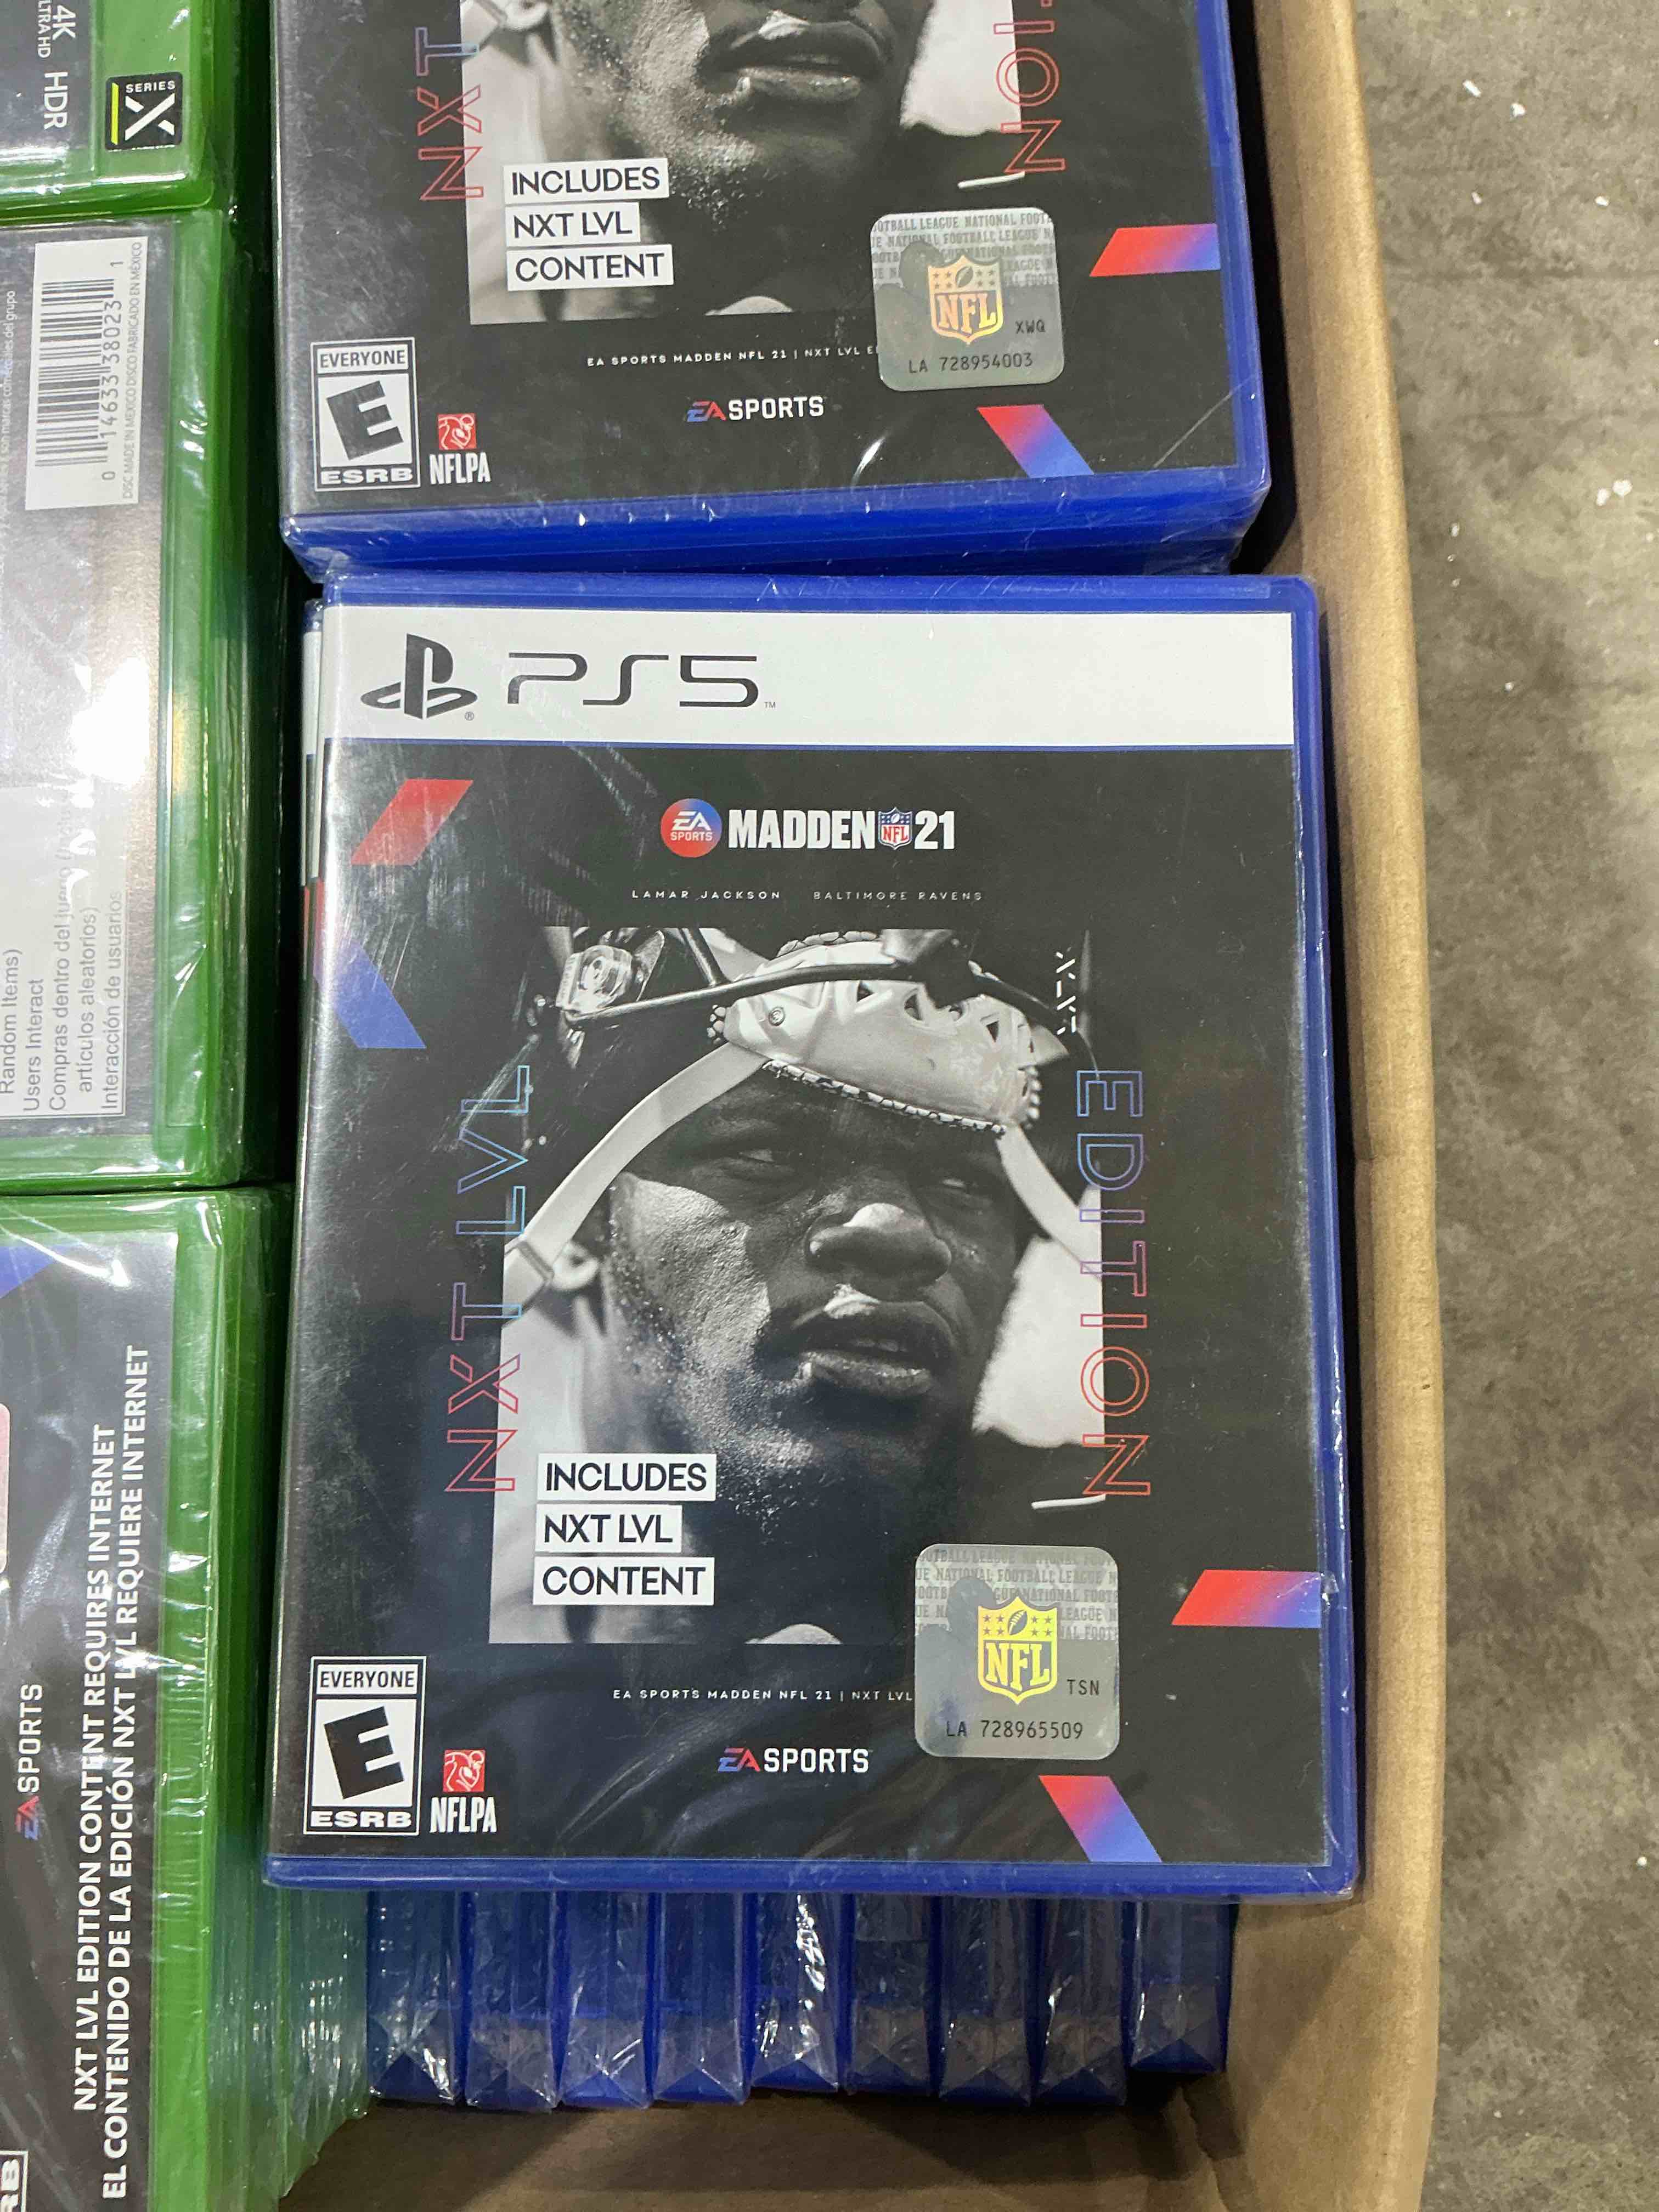 4K
ULTRA HD
HDR
SERIES
X
0 14633 38023 1
DISC MADE IN MEXICO DISCO FABRICADO EN MÉXICO
Random Items)
Users Interact
Compras dentro del juego
artículos aleatorios)
Interacción de usuarios
EA SPORTS
NXT LVL EDITION CONTENT REQUIRES INTERNET
EL CONTENIDO DE LA EDICIÓN NXT LVL REQUIERE INTERNET
NXT
INCLUDES
NXT LVL
CONTENT
NFL
XWQ
LA 728954003
EVERYONE
E
ESRB
NFLPA
EA SPORTS MADDEN NFL 21 | NXT LVL
EA SPORTS
PS5™
EA SPORTS
MADDEN NFL 21
LAMAR JACKSON BALTIMORE RAVENS
NXT LVL
EDITION
INCLUDES
NXT LVL
CONTENT
NATIONAL FOOTBALL LEAGUE
NFL
TSN
LA 728965509
EVERYONE
E
ESRB
NFLPA
EA SPORTS MADDEN NFL 21 | NXT LVL
EA SPORTS